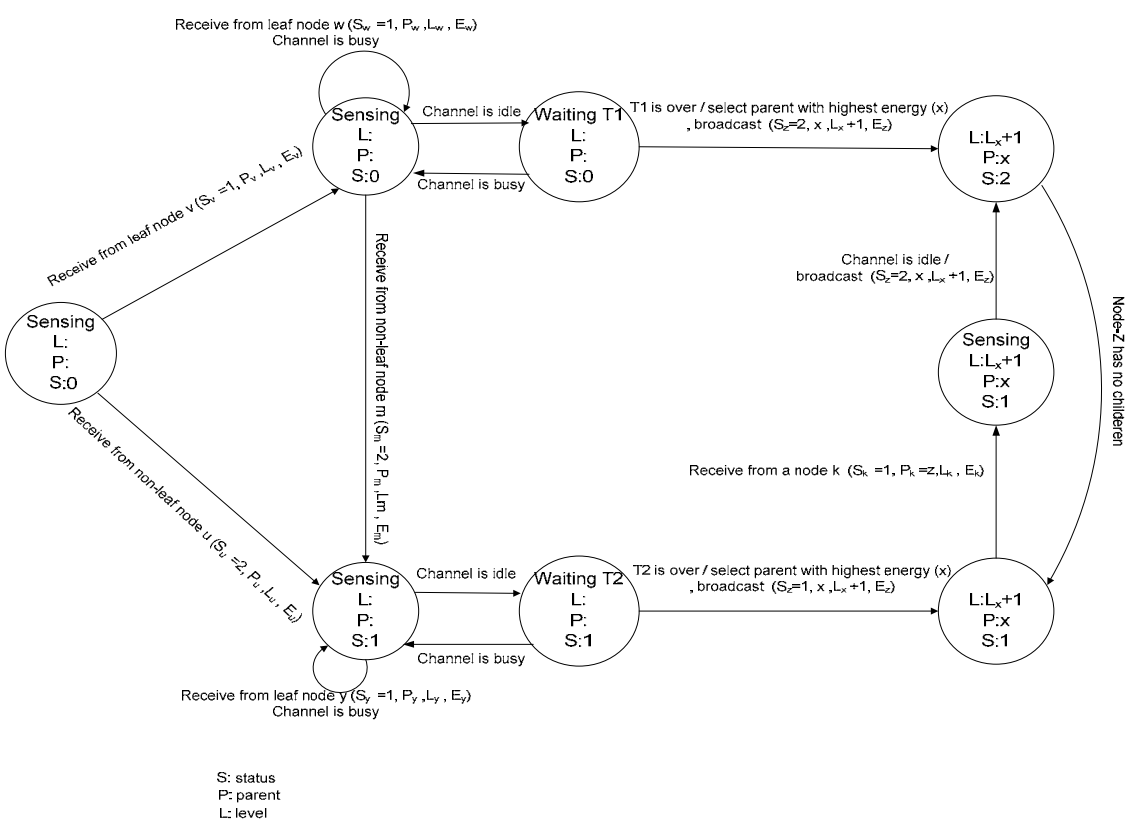 Receive from leaf node w (Sw =1, Pw ,Lw , Ew)
Channel is busy
Sensing
L:
P:
S:0
Channel is idle
Waiting T1
L:
P:
S:0
Channel is busy
T1 is over / select parent with highest energy (x)
, broadcast (Sz=2, x ,Lx +1, Ez)
L:Lx+1
P:x
S:2
Receive from leaf node v (Sv =1, Pv ,Lv , Ev)
Receive from non-leaf node m (Sm =2, Pm ,Lm , Em)
Channel is idle /
broadcast (Sz=2, x ,Lx +1, Ez)
Node-Z has no childeren
Sensing
L:
P:
S:0
Sensing
L:Lx+1
P:x
S:1
Receive from non-leaf node u (Su =2, Pu ,Lu , Eu)
Receive from a node k (Sk =1, Pk =z,Lk , Ek)
Sensing
L:
P:
S:1
Channel is idle
Waiting T2
L:
P:
S:1
Channel is busy
T2 is over / select parent with highest energy (x)
, broadcast (Sz=1, x ,Lx +1, Ez)
L:Lx+1
P:x
S:1
Receive from leaf node y (Sy =1, Py ,Ly , Ey)
Channel is busy
S: status
P: parent
L: level